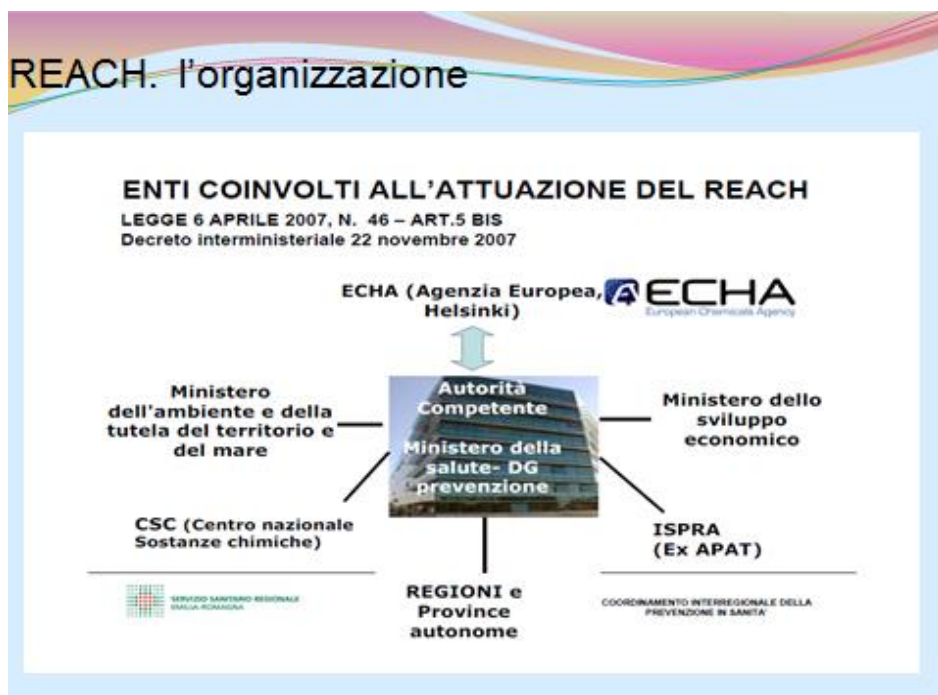 REACH. l'organizzazione
ENTI COINVOLTI ALL'ATTUAZIONE DEL REACH
LEGGE 6 APRILE 2007, N. 46 – ART.5 BIS
Decreto interministeriale 22 novembre 2007
ECHA (Agenzia Europea,
Helsinki)
ECHA
European Chemicals Agency
Autorità
Competente
Ministero della
salute- DG
prevenzione
Ministero
dell'ambiente e della
tutela del territorio e
del mare
Ministero dello
sviluppo
economico
CSC (Centro nazionale
Sostanze chimiche)
ISPRA
(Ex APAT)
REGIONI e
Province
autonome
SERVIZIO SANITARIO REGIONALE
EMILIA-ROMAGNA
COORDINAMENTO INTERREGIONALE DELLA
PREVENZIONE IN SANITA'